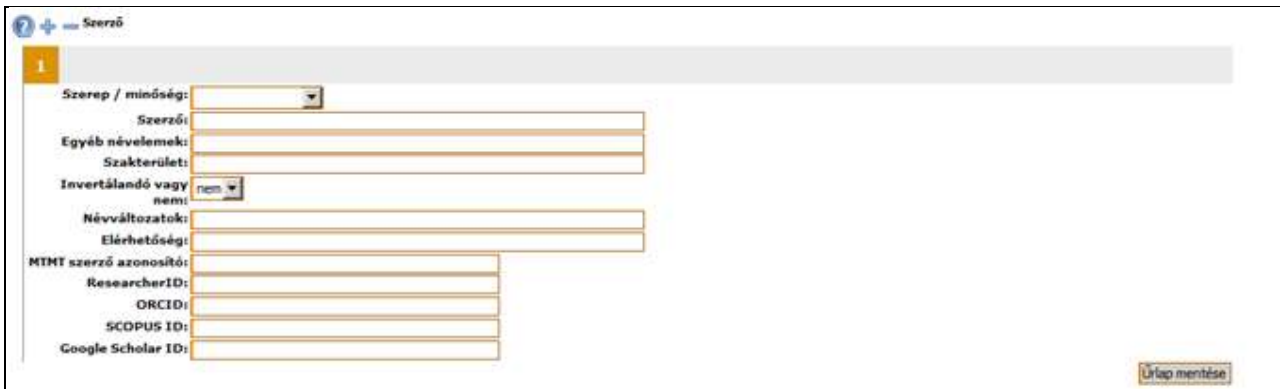 Szerző
1
Szerep / minőség:
Szerző:
Egyéb névelemek:
Szakterület:
Invertálandó vagy
nem: nem
Névváltozatok:
Elérhetőség:
MTMT szerző azonosító:
ResearcherID:
ORCID:
SCOPUS ID:
Google Scholar ID:
Űrlap mentése